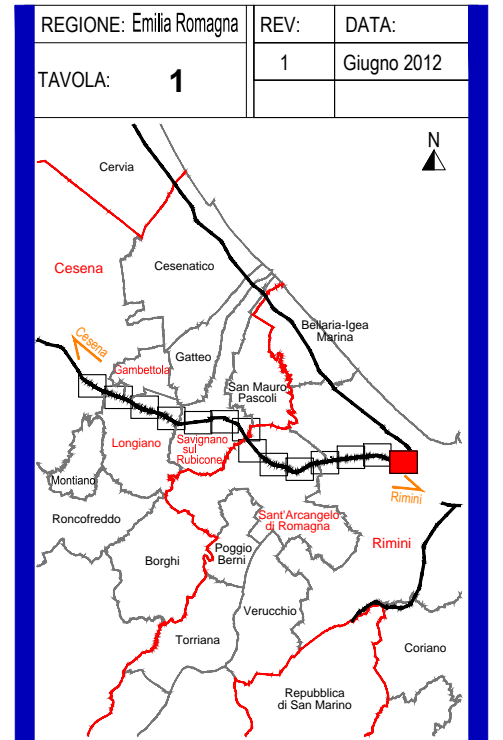 REGIONE: Emilia Romagna
REV:
DATA:
TAVOLA: 1
1
Giugno 2012
N
Cervia
Cesena
Cesenatico
Bellaria-Igea
Marina
Cesena
Gatteo
Gambettola
San Mauro
Pascoli
Longiano
Savignano
sul
Rubicone
Montiano
Rimini
Roncofreddo
Sant'Arcangelo
di Romagna
Rimini
Poggio
Berni
Borghi
Verucchio
Torriana
Coriano
Repubblica
di San Marino